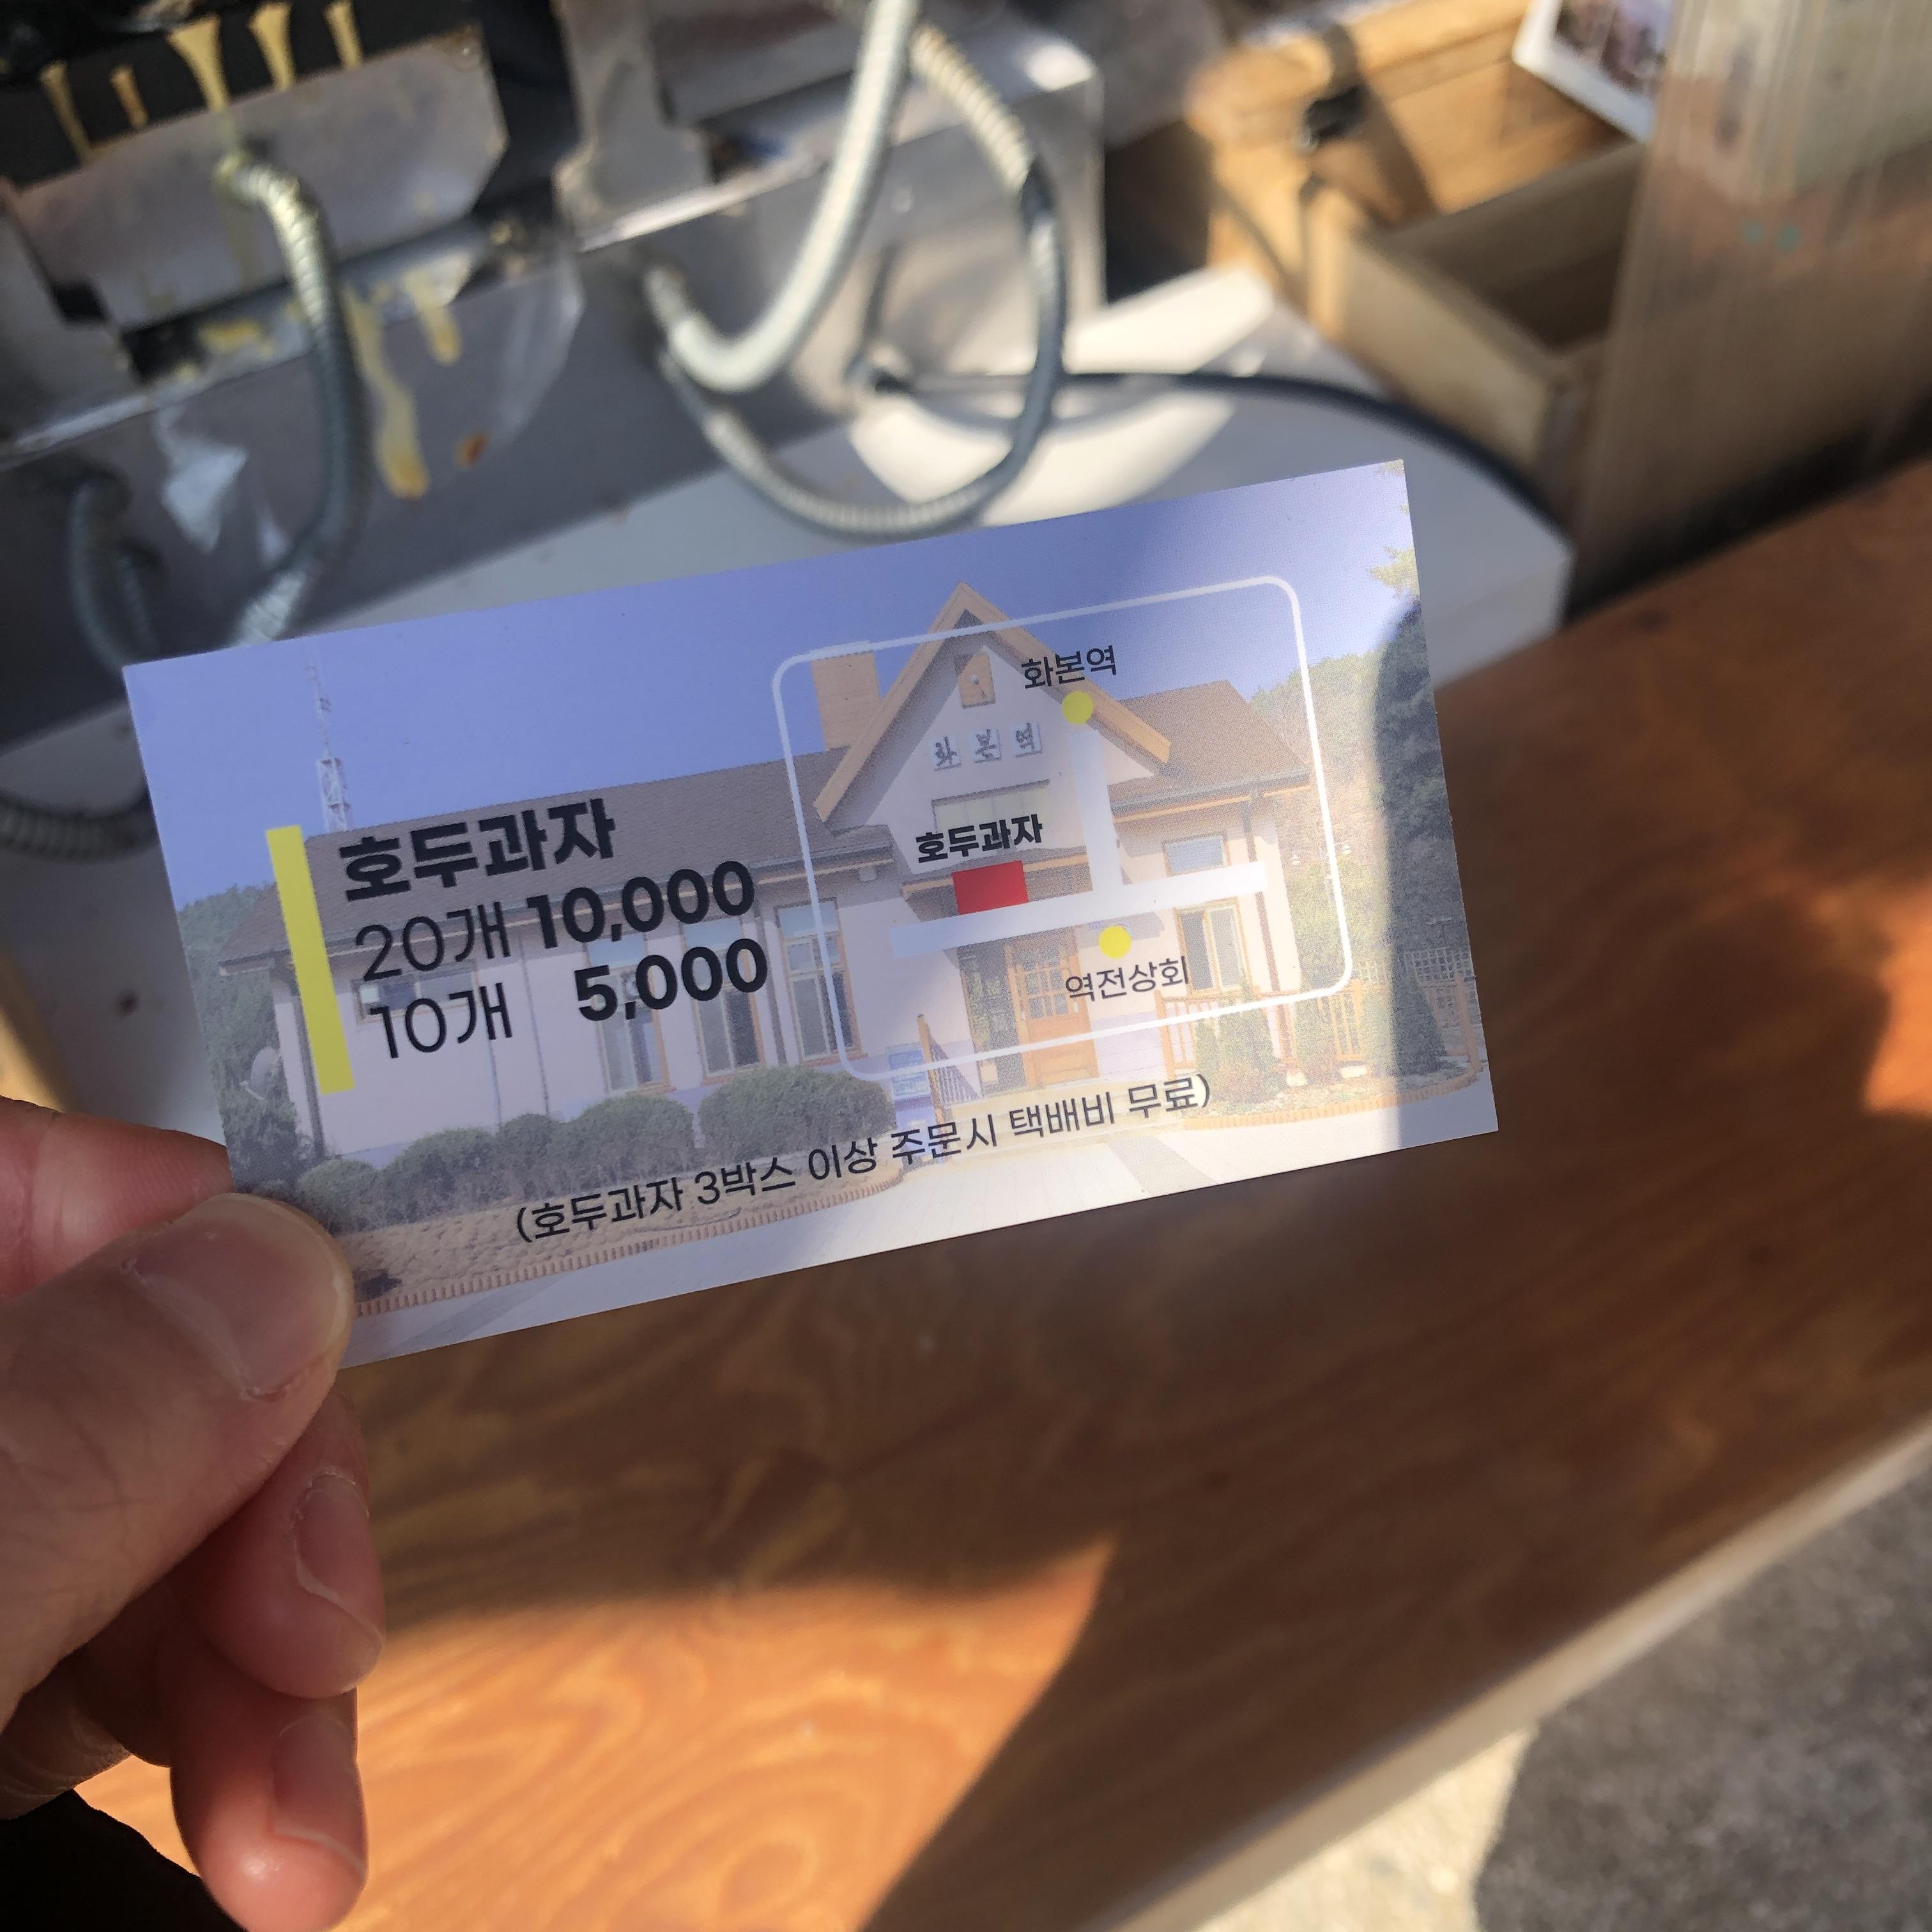 호두과자
20개 10,000
10개 5,000
화본역
화본역
호두과자
역전상회
(호두과자 3박스 이상 주문시 택배비 무료)